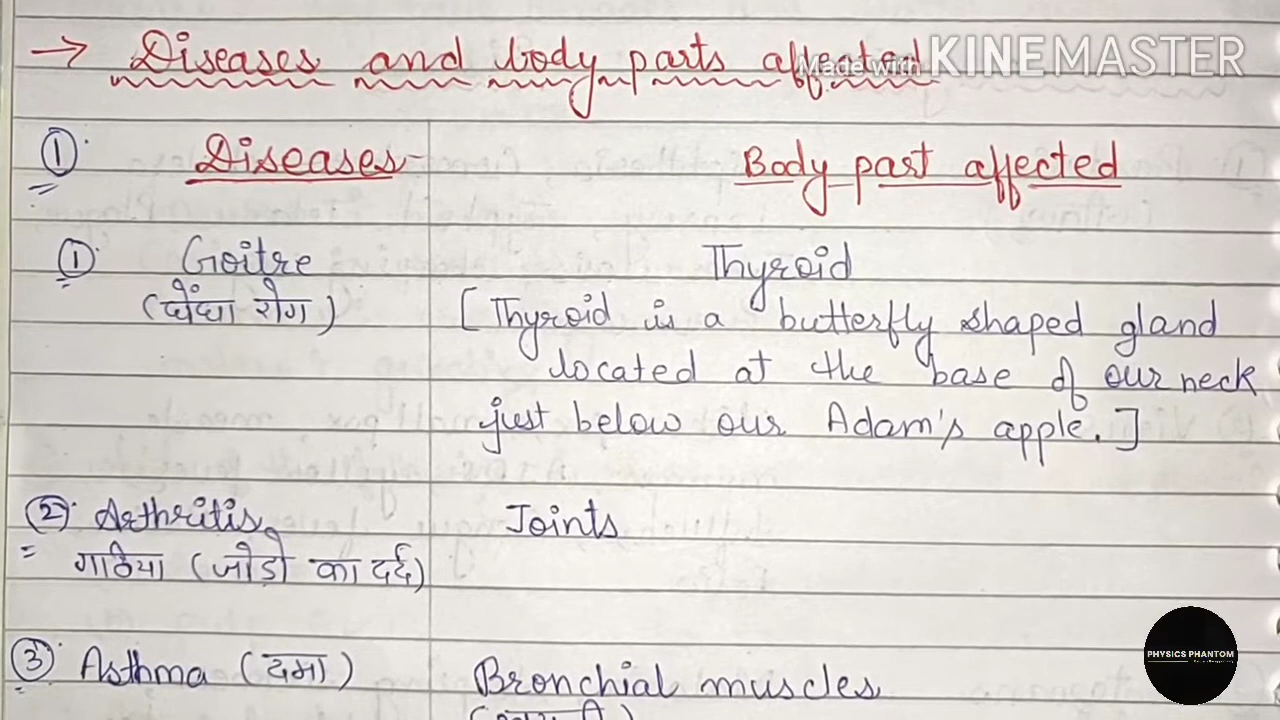 → Diseases and body parts affected
Made with KINEMASTER
① Diseases Body part affected
① Goitre Thyroid
(घेंघा रोग) [Thyroid is a butterfly shaped gland
located at the base of our neck
just below our Adam's apple.]
② Arthritis Joints
गठिया (जोड़ो का दर्द)
③ Asthma (दमा) Bronchial muscles
PHYSICS PHANTOM